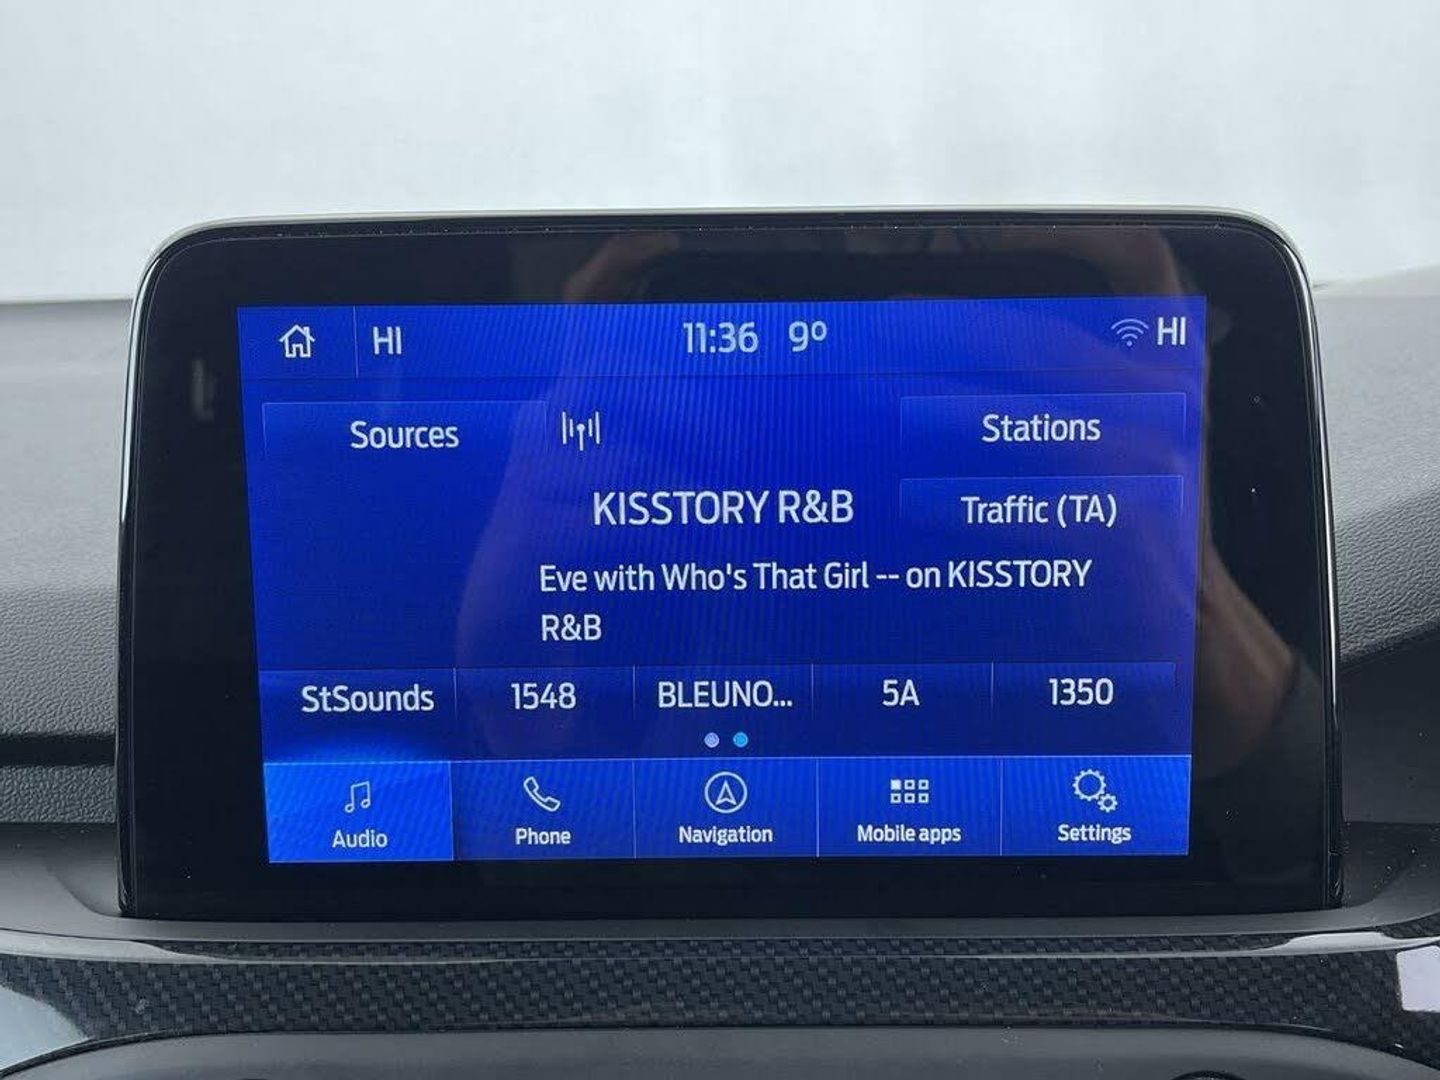 HI 11:36 9º HI
Sources Stations
KISSTORY R&B Traffic (TA)
Eve with Who's That Girl -- on KISSTORY
R&B
StSounds 1548 BLEUNO... 5A 1350
Audio Phone Navigation Mobile apps Settings